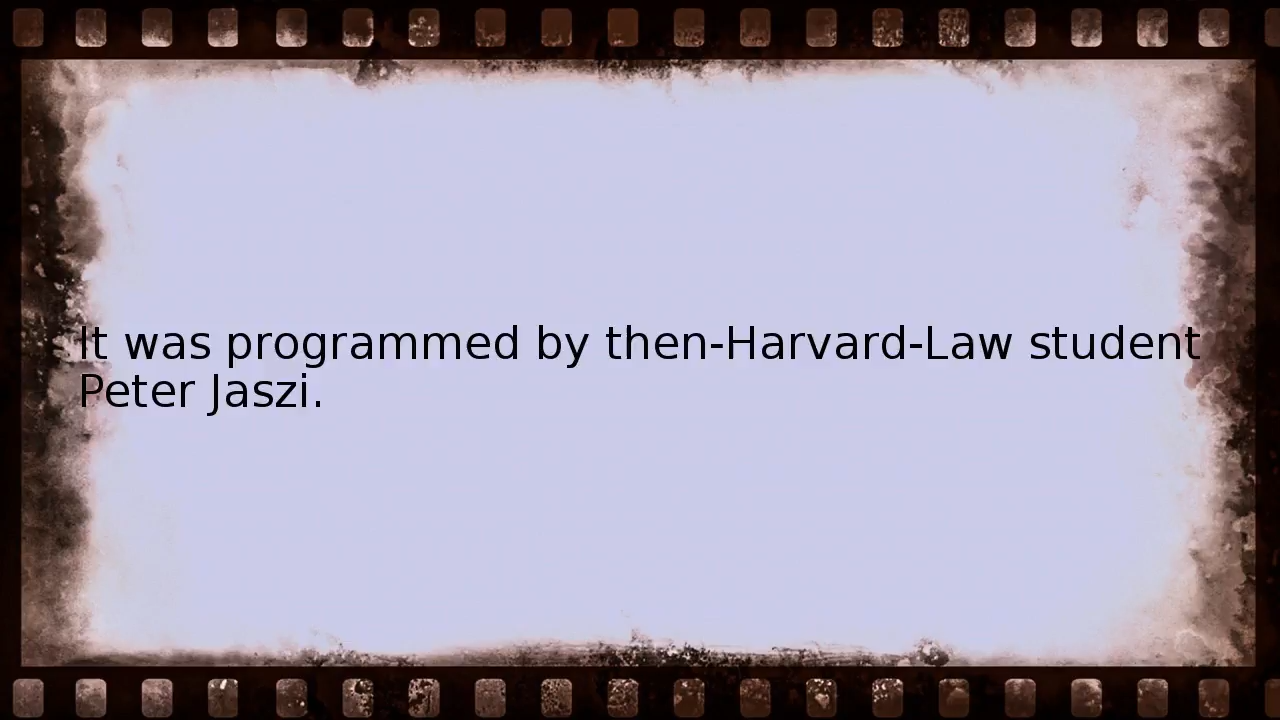 It was programmed by then-Harvard-Law student
Peter Jaszi.